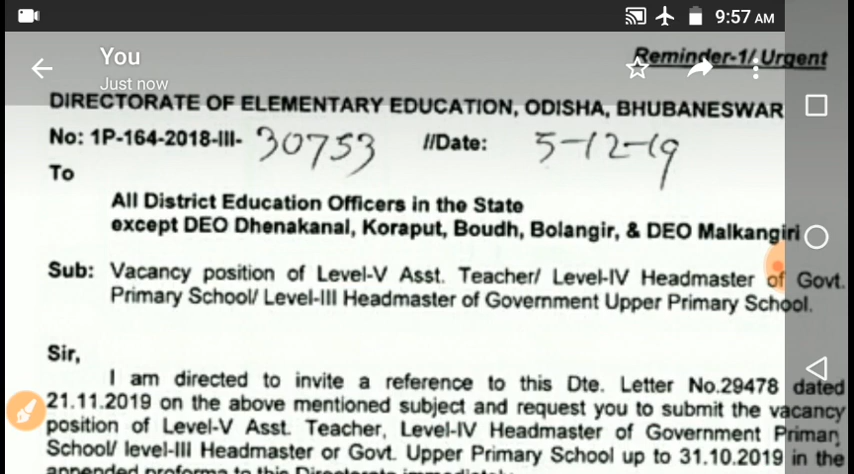 9:57 AM
You
Just now
Reminder-1/ Urgent
DIRECTORATE OF ELEMENTARY EDUCATION, ODISHA, BHUBANESWAR
No: 1P-164-2018-III- 30753 //Date: 5-12-19
To
All District Education Officers in the State
except DEO Dhenakanal, Koraput, Boudh, Bolangir, & DEO Malkangiri
Sub: Vacancy position of Level-V Asst. Teacher/ Level-IV Headmaster of Govt.
Primary School/ Level-III Headmaster of Government Upper Primary School.
Sir,
I am directed to invite a reference to this Dte. Letter No.29478 dated
21.11.2019 on the above mentioned subject and request you to submit the vacancy
position of Level-V Asst. Teacher, Level-IV Headmaster of Government Primary
School/ level-III Headmaster or Govt. Upper Primary School up to 31.10.2019 in the
appended proforma to this Directorate immediately